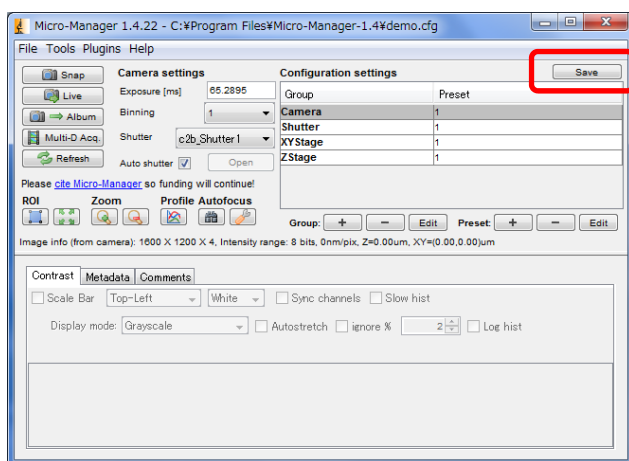 Micro-Manager 1.4.22 - C:¥Program Files¥Micro-Manager-1.4¥demo.cfg
File Tools Plugins Help
Snap Camera settings Configuration settings Save
Live Exposure [ms] 65.2895 Group Preset
Album Binning 1 Camera 1
Shutter 1
Multi-D Acq. Shutter c2b_Shutter1 XYStage 1
Refresh Auto shutter Open ZStage 1
Please cite Micro-Manager so funding will continue!
ROI Zoom Profile Autofocus
Group: + - Edit Preset: + - Edit
Image info (from camera): 1600 X 1200 X 4, Intensity range: 8 bits, 0nm/pix, Z=0.00um, XY=(0.00,0.00)um
Contrast Metadata Comments
Scale Bar Top-Left White Sync channels Slow hist
Display mode: Grayscale Autostretch ignore % 2 Log hist